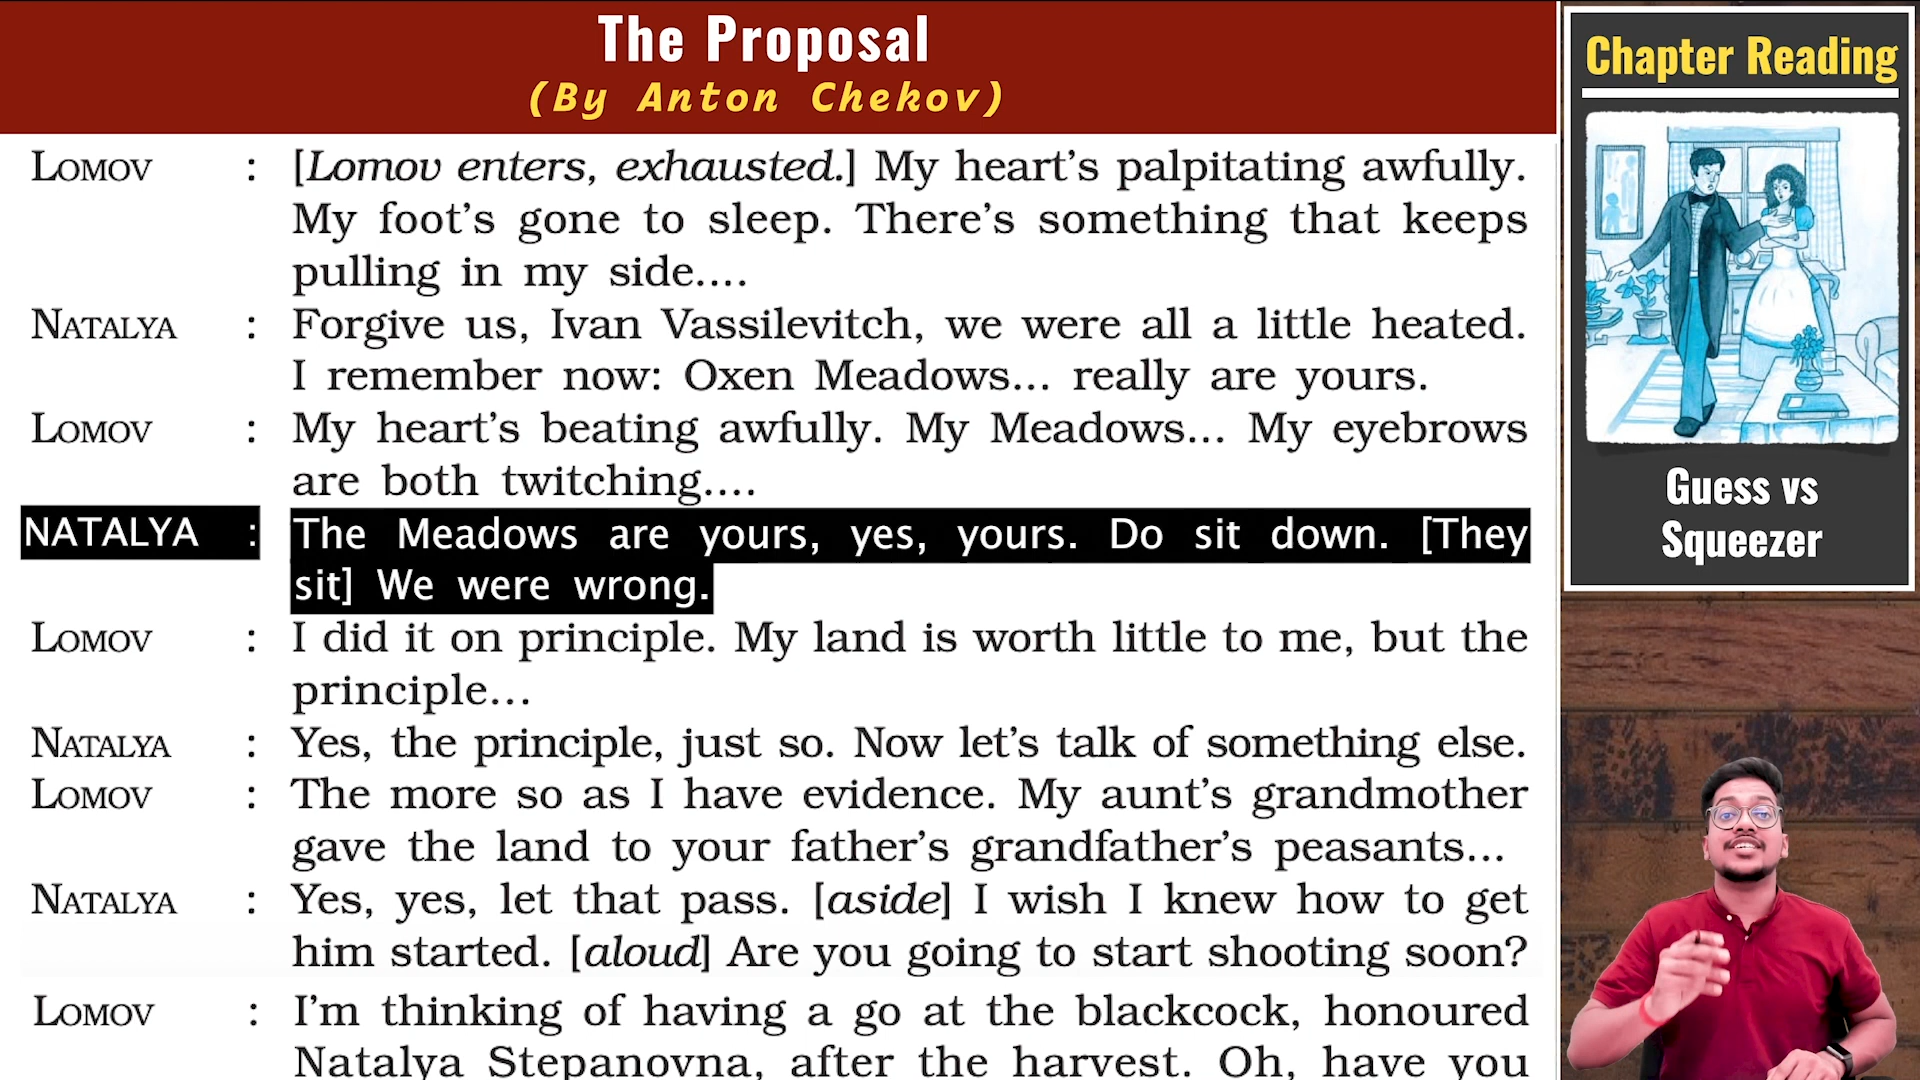 The Proposal
(By Anton Chekov)
LOMOV : [Lomov enters, exhausted.] My heart’s palpitating awfully.
My foot’s gone to sleep. There’s something that keeps
pulling in my side....
NATALYA : Forgive us, Ivan Vassilevitch, we were all a little heated.
I remember now: Oxen Meadows... really are yours.
LOMOV : My heart’s beating awfully. My Meadows... My eyebrows
are both twitching....
NATALYA : The Meadows are yours, yes, yours. Do sit down. [They
sit] We were wrong.
LOMOV : I did it on principle. My land is worth little to me, but the
principle...
NATALYA : Yes, the principle, just so. Now let’s talk of something else.
LOMOV : The more so as I have evidence. My aunt’s grandmother
gave the land to your father’s grandfather’s peasants...
NATALYA : Yes, yes, let that pass. [aside] I wish I knew how to get
him started. [aloud] Are you going to start shooting soon?
LOMOV : I’m thinking of having a go at the blackcock, honoured
Natalya Stepanovna, after the harvest. Oh, have you
Chapter Reading
Guess vs
Squeezer